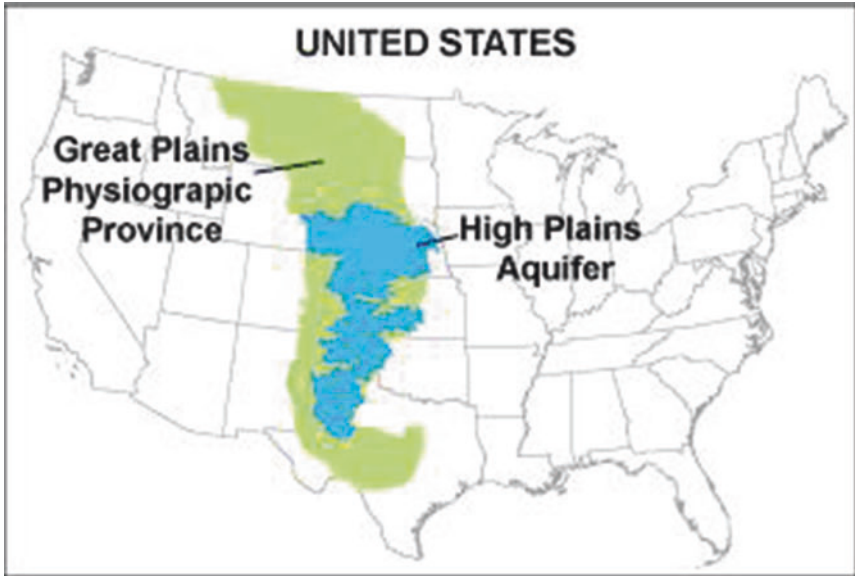 UNITED STATES
Great Plains
Physiograpic
Province
High Plains
Aquifer